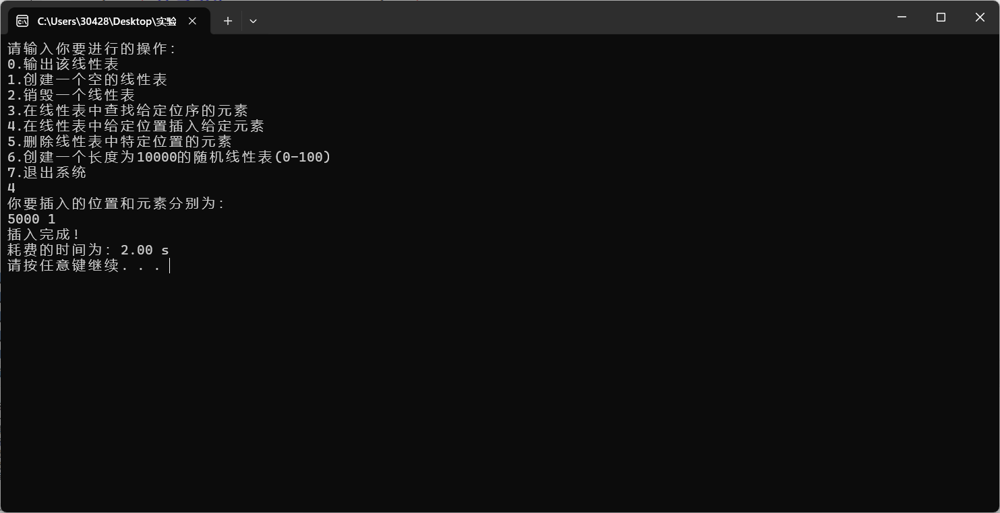 C:\Users\30428\Desktop\实验
请输入你要进行的操作:
0.输出该线性表
1.创建一个空的线性表
2.销毁一个线性表
3.在线性表中查找给定位序的元素
4.在线性表中给定位置插入给定元素
5.删除线性表中特定位置的元素
6.创建一个长度为10000的随机线性表(0-100)
7.退出系统
4
你要插入的位置和元素分别为:
5000 1
插入完成!
耗费的时间为: 2.00 s
请按任意键继续. . .